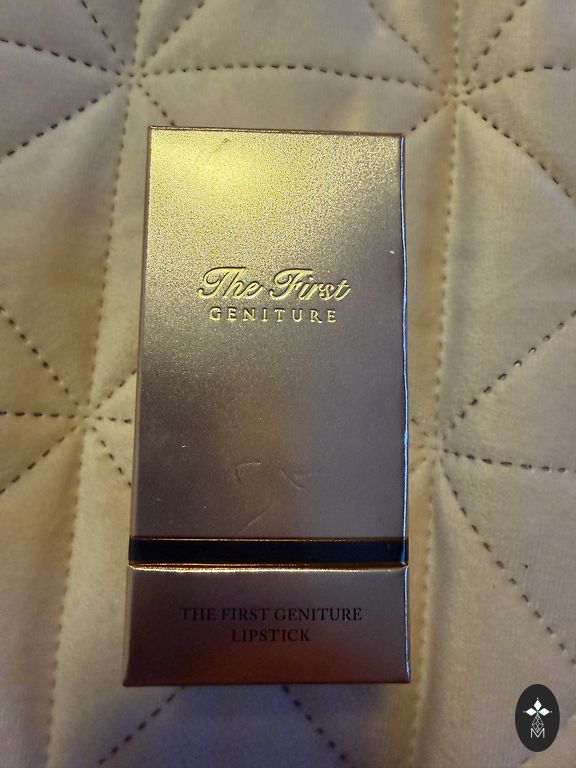 The First
GENITURE
THE FIRST GENITURE
LIPSTICK
M